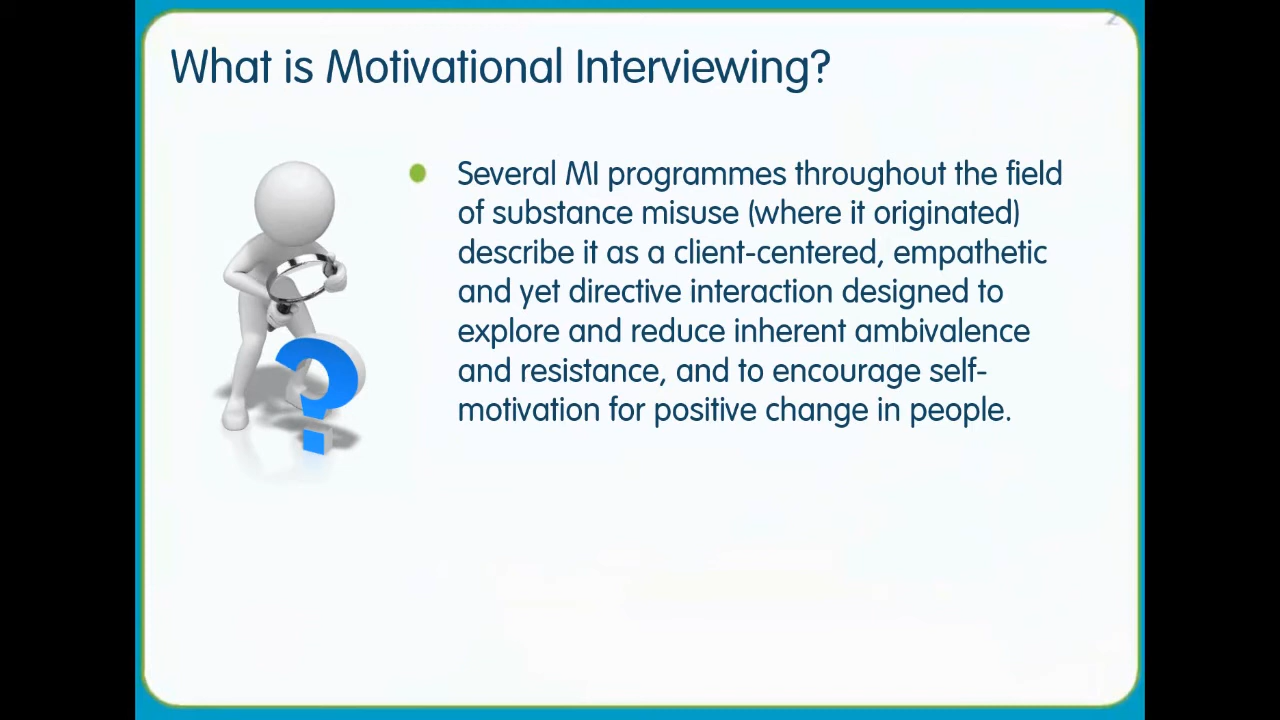 What is Motivational Interviewing?
Several MI programmes throughout the field
of substance misuse (where it originated)
describe it as a client-centered, empathetic
and yet directive interaction designed to
explore and reduce inherent ambivalence
and resistance, and to encourage self-
motivation for positive change in people.
?